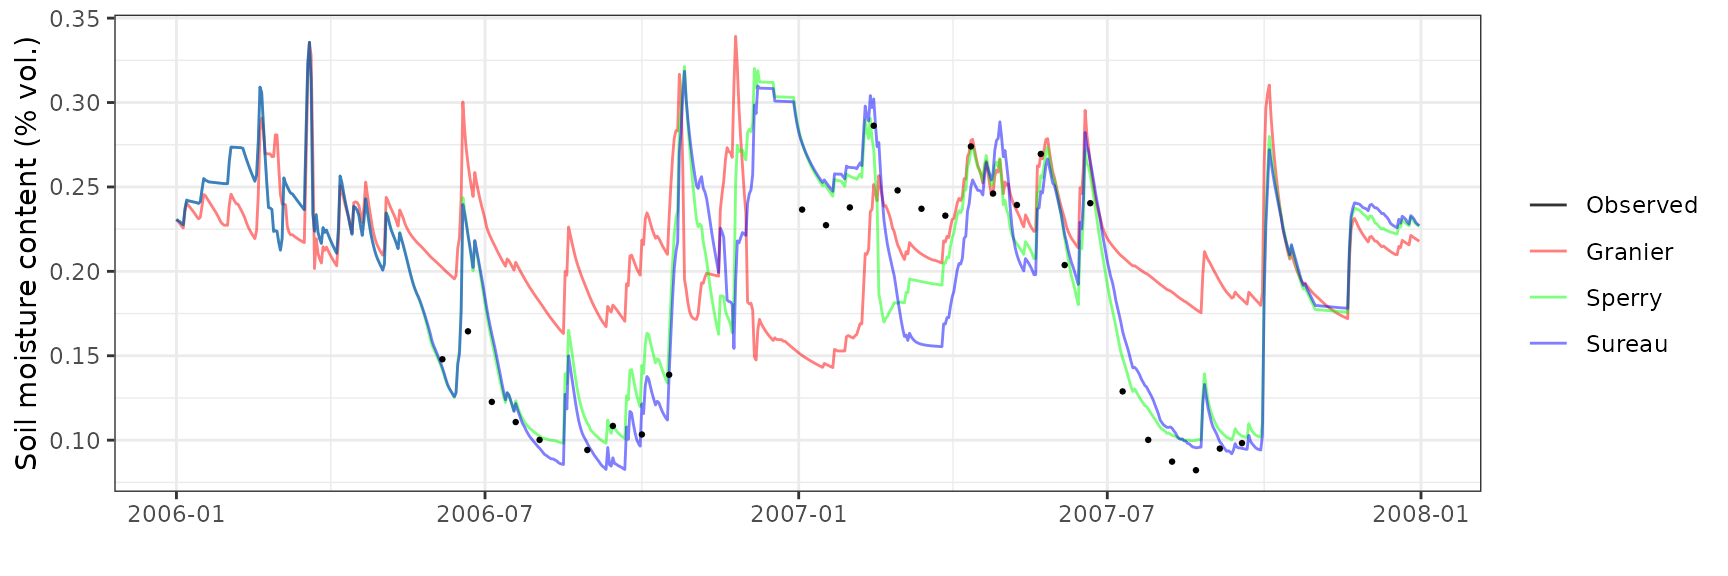 Soil moisture content (% vol.)
0.35
0.30
0.25
0.20
0.15
0.10
2006-01
2006-07
2007-01
2007-07
2008-01
Observed
Granier
Sperry
Sureau